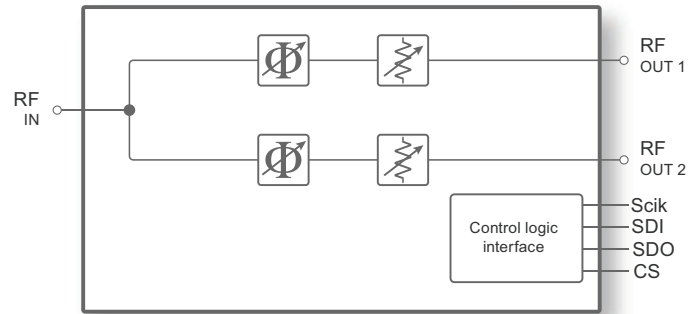 Φ
RF
OUT 1
RF
IN
Φ
RF
OUT 2
Control logic
interface
Scik
SDI
SDO
CS